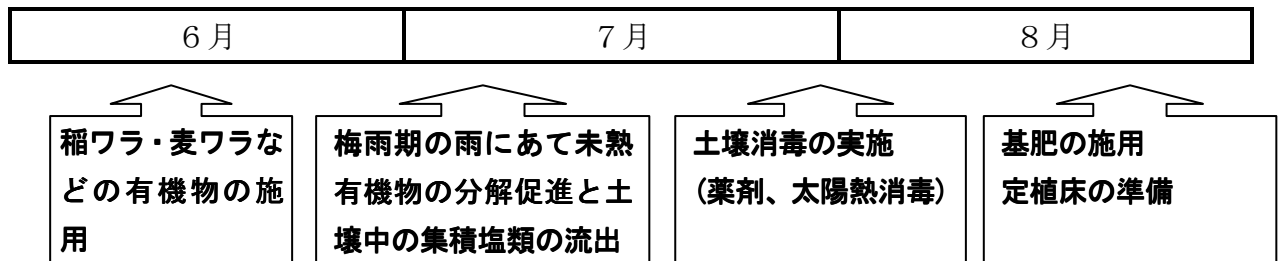 6月 7月 8月
稲ワラ・麦ワラな
どの有機物の施
用
梅雨期の雨にあて未熟
有機物の分解促進と土
壌中の集積塩類の流出
土壌消毒の実施
(薬剤、太陽熱消毒)
基肥の施用
定植床の準備